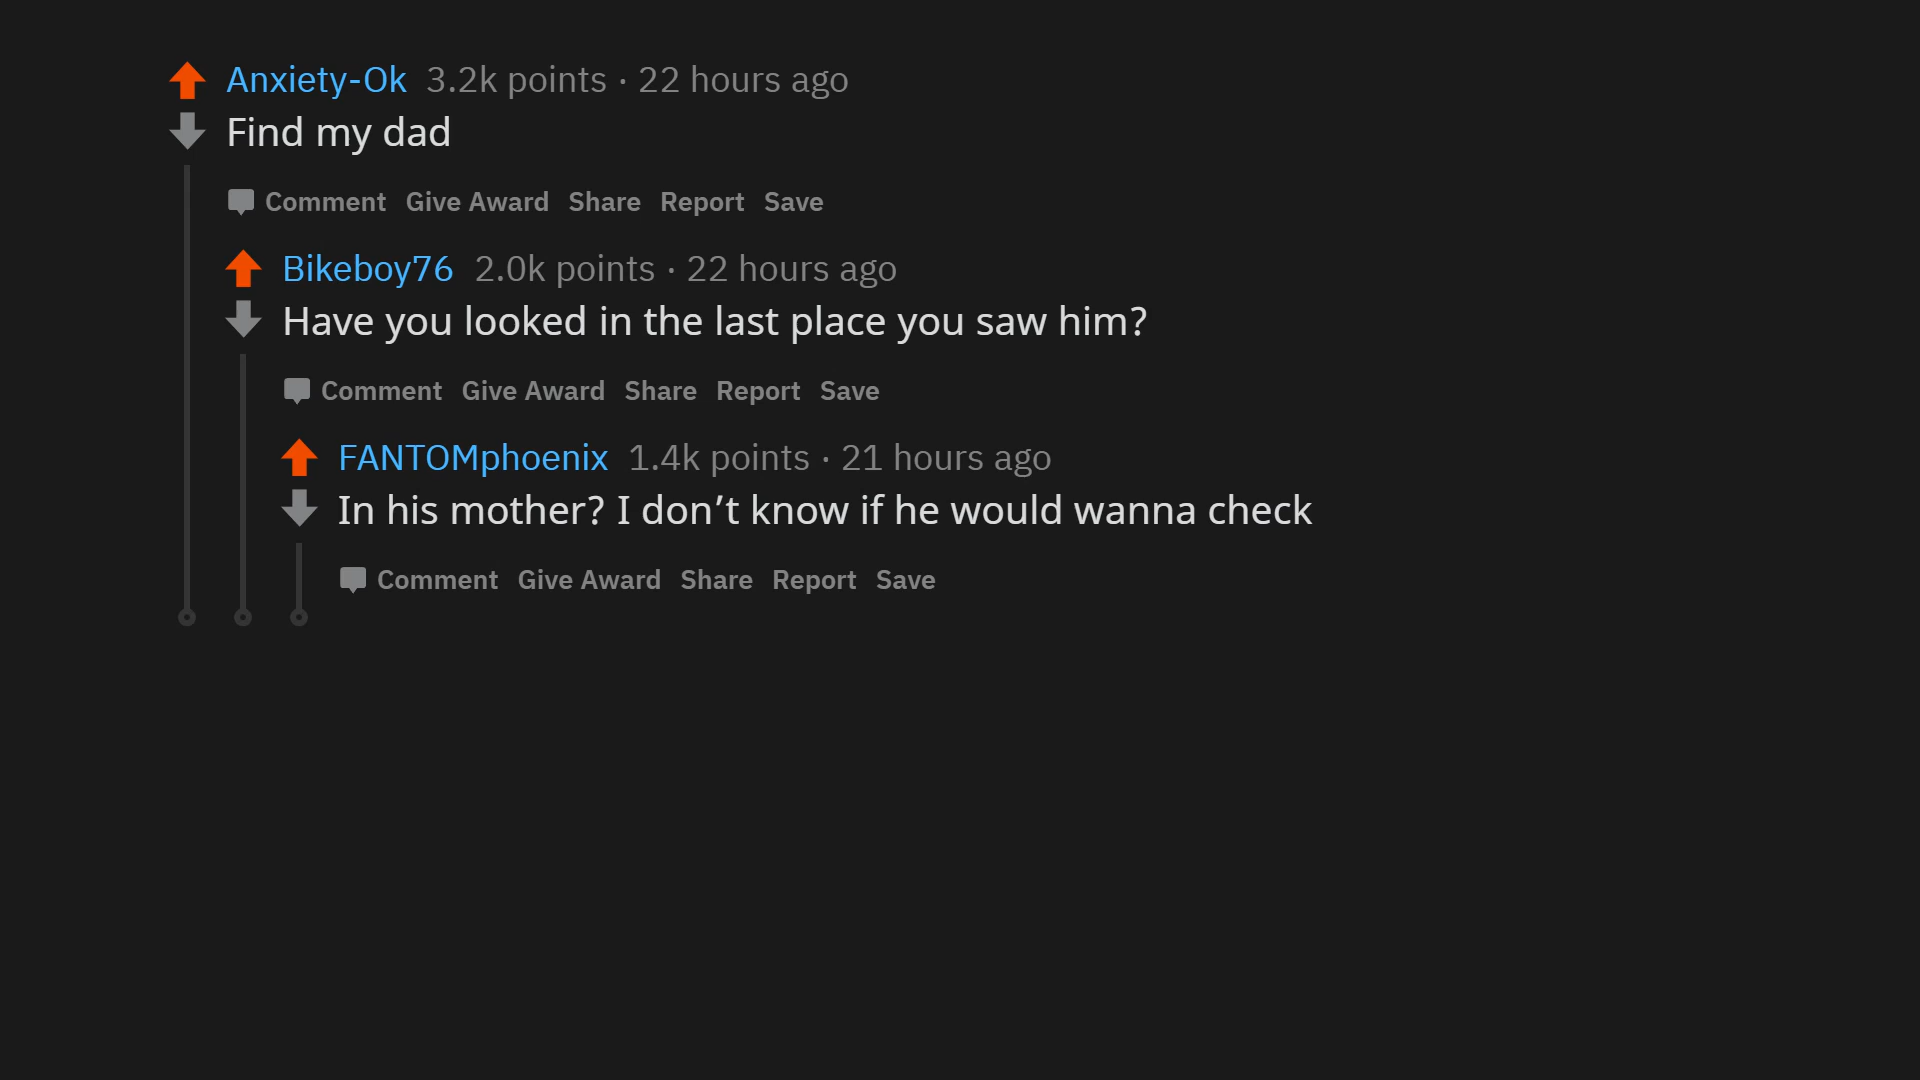 Anxiety-Ok 3.2k points · 22 hours ago
Find my dad
Comment Give Award Share Report Save
Bikeboy76 2.0k points · 22 hours ago
Have you looked in the last place you saw him?
Comment Give Award Share Report Save
FANTOMphoenix 1.4k points · 21 hours ago
In his mother? I don’t know if he would wanna check
Comment Give Award Share Report Save